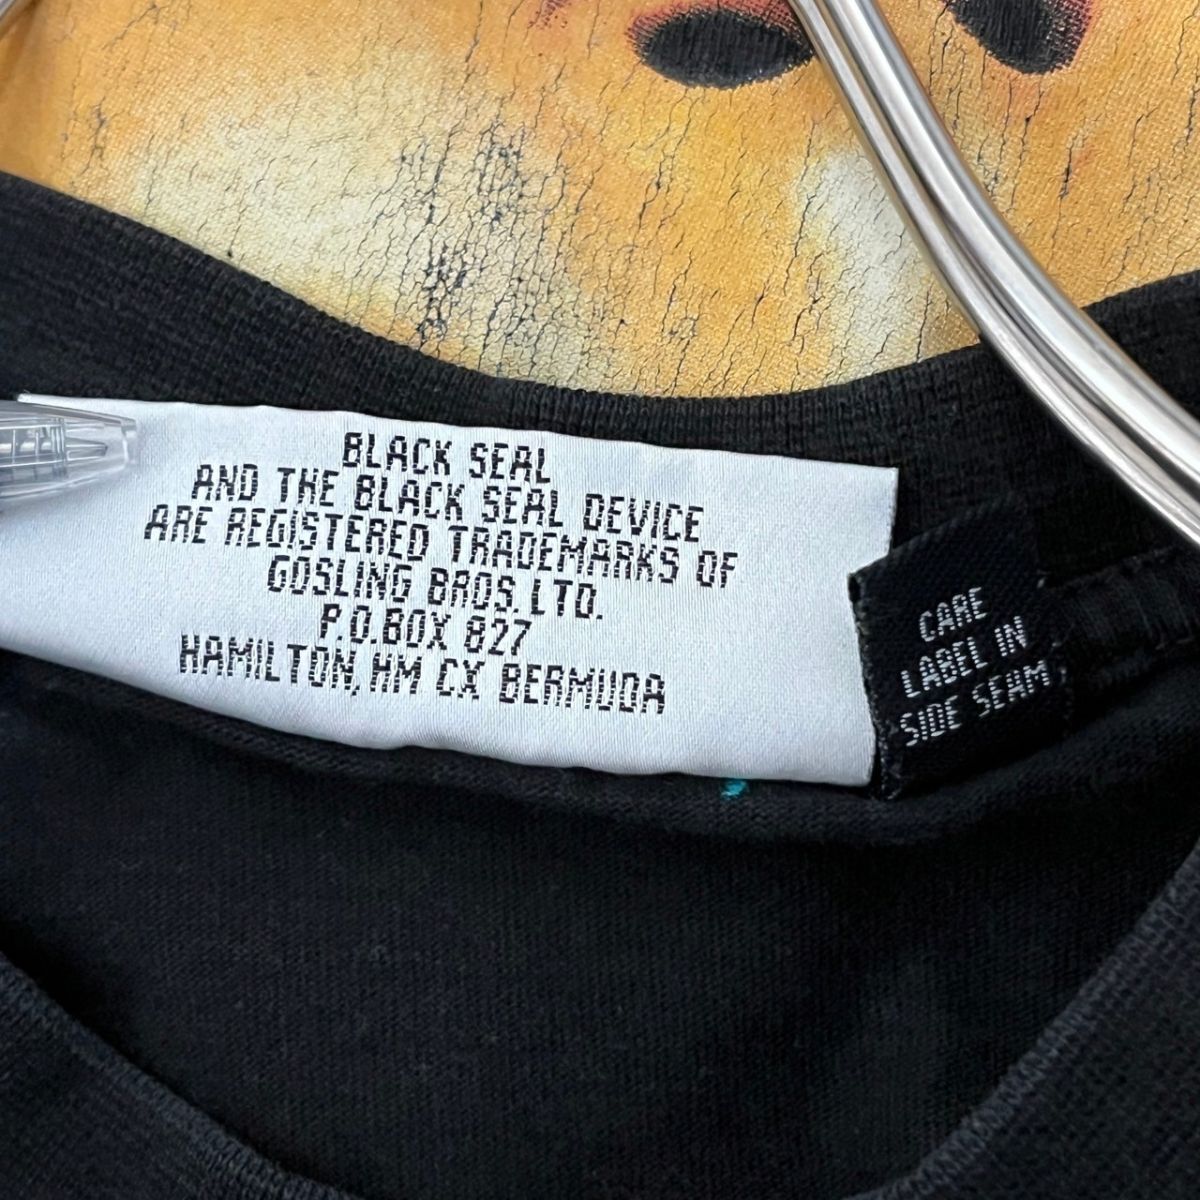 BLACK SEAL
AND THE BLACK SEAL DEVICE
ARE REGISTERED TRADEMARKS OF
GOSLING BROS. LTD.
P.O.BOX 827
HAMILTON, HM CX BERMUDA
CARE
LABEL IN
SIDE SEAM